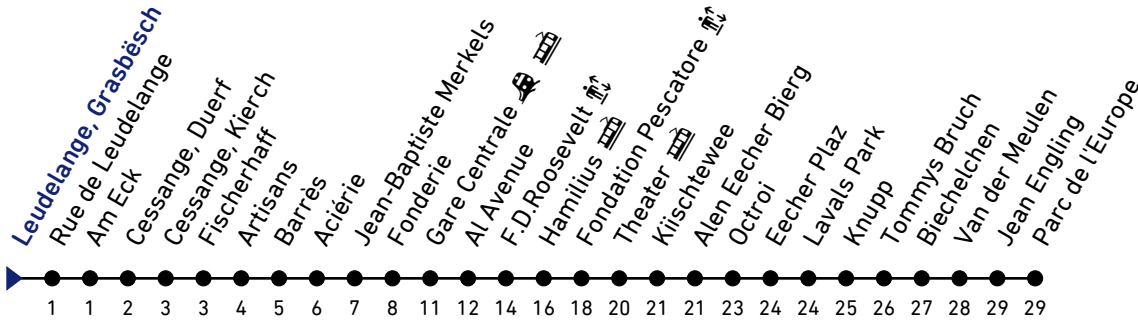 Leudelange, Grasbësch
Rue de Leudelange
Am Eck
Cessange, Duerf
Cessange, Kierch
Fischerhaff
Artisans
Barrès
Aciérie
Jean-Baptiste Merkels
Fonderie
Gare Centrale
Al Avenue
F.D.Roosevelt
Hamilius
Fondation Pescatore
Theater
Kiischtewee
Alen Eecher Bierg
Octroi
Eecher Plaz
Lavals Park
Knupp
Tommys Bruch
Biechelchen
Van der Meulen
Jean Engling
Parc de l'Europe
1 1 2 3 3 4 5 6 7 8 11 12 14 16 18 20 21 21 23 24 24 25 26 27 28 29 29